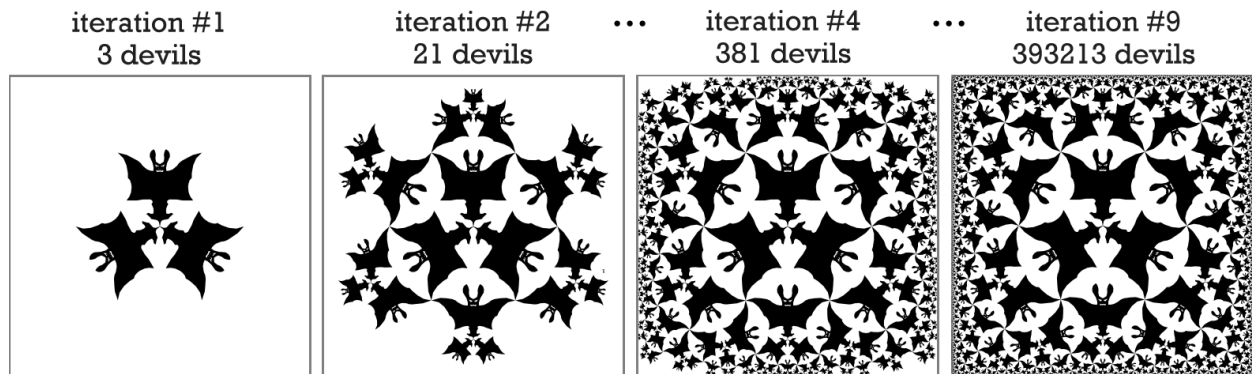 iteration #1
3 devils
iteration #2
21 devils
...
iteration #4
381 devils
...
iteration #9
393213 devils